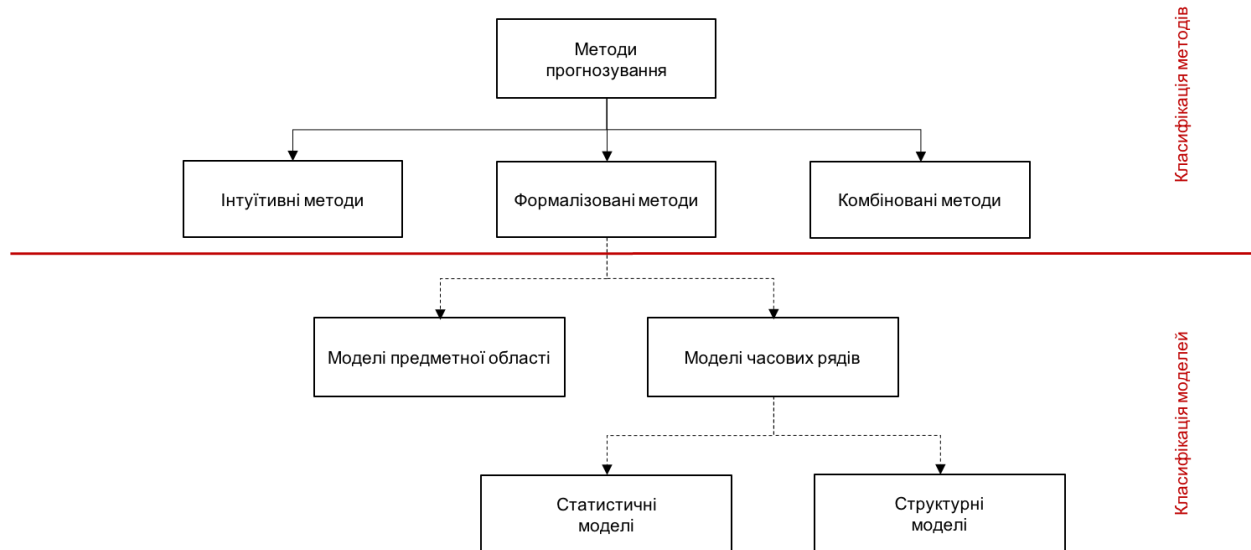 Методи
прогнозування
Класифікація методів
Інтуїтивні методи
Формалізовані методи
Комбіновані методи
Моделі предметної області
Моделі часових рядів
Класифікація моделей
Статистичні
моделі
Структурні
моделі